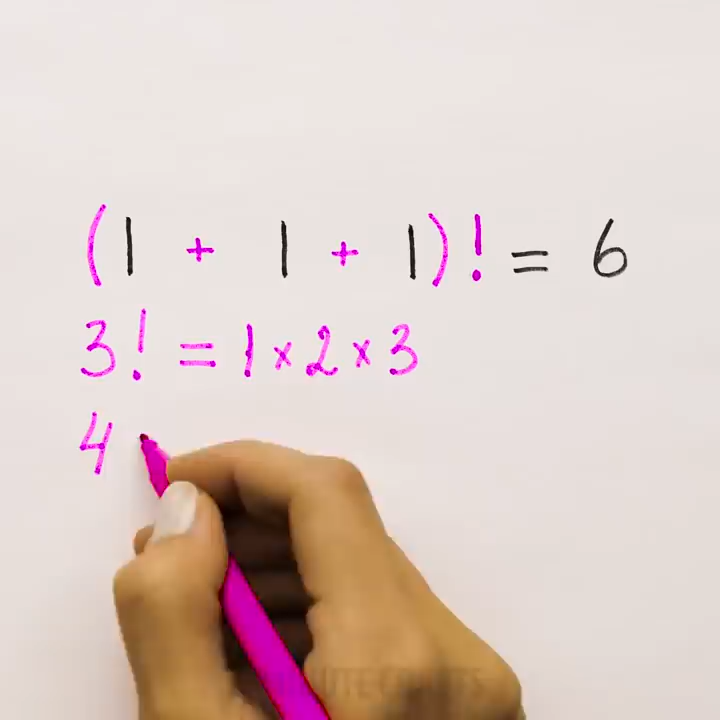 (1 + 1 + 1)! = 6
3! = 1 × 2 × 3
4